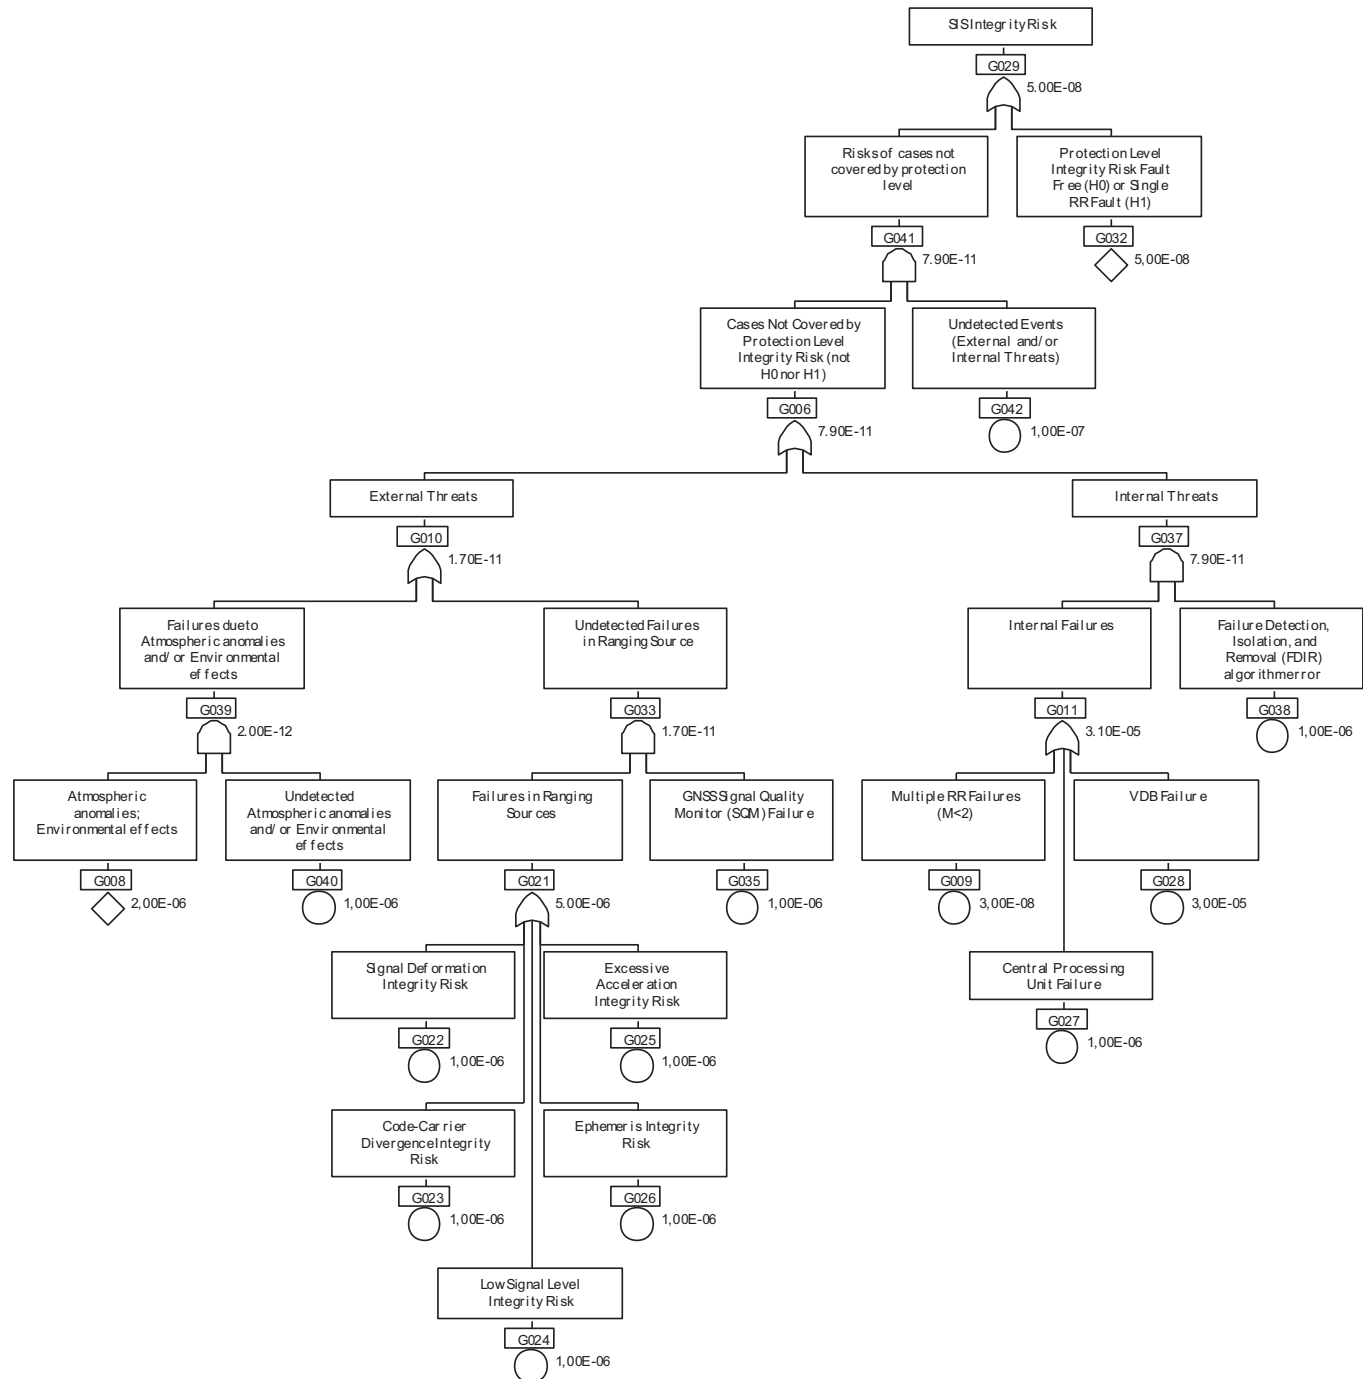 SIS Integrity Risk
G029
5.00E-08
Risks of cases not
covered by protection
level
G041
7.90E-11
Protection Level
Integrity Risk Fault
Free (H0) or Single
RR Fault (H1)
G032
5,00E-08
Cases Not Covered by
Protection Level
Integrity Risk (not
H0 nor H1)
G006
7.90E-11
Undetected Events
(External and/or
Internal Threats)
G042
1,00E-07
External Threats
G010
1.70E-11
Internal Threats
G037
7.90E-11
Failures due to
Atmospheric anomalies
and/or Environmental
effects
G039
2.00E-12
Undetected Failures
in Ranging Source
G033
1.70E-11
Internal Failures
G011
3.10E-05
Failure Detection,
Isolation, and
Removal (FDIR)
algorithm error
G038
1,00E-06
Atmospheric
anomalies;
Environmental effects
G008
2,00E-06
Undetected
Atmospheric anomalies
and/or Environmental
effects
G040
1,00E-06
Failures in Ranging
Sources
G021
5.00E-06
GNSS Signal Quality
Monitor (SQM) Failure
G035
1,00E-06
Multiple RR Failures
(M<2)
G009
3,00E-08
VDB Failure
G028
3,00E-05
Signal Deformation
Integrity Risk
G022
1,00E-06
Excessive
Acceleration
Integrity Risk
G025
1,00E-06
Central Processing
Unit Failure
G027
1,00E-06
Code-Carrier
Divergence Integrity
Risk
G023
1,00E-06
Ephemeris Integrity
Risk
G026
1,00E-06
Low Signal Level
Integrity Risk
G024
1,00E-06